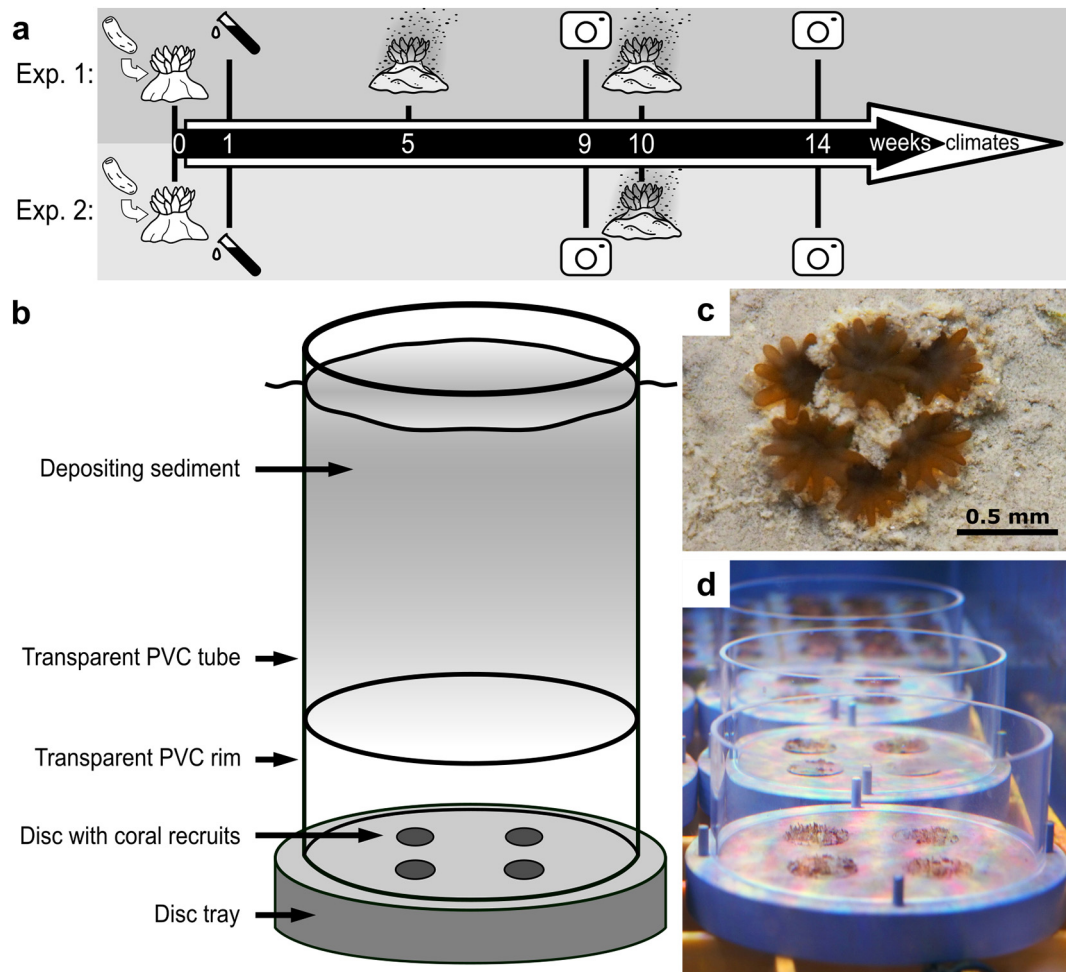 a
Exp. 1:
0 1 5 9 10 14 weeks climates
Exp. 2:
b
Depositing sediment
Transparent PVC tube
Transparent PVC rim
Disc with coral recruits
Disc tray
c
0.5 mm
d